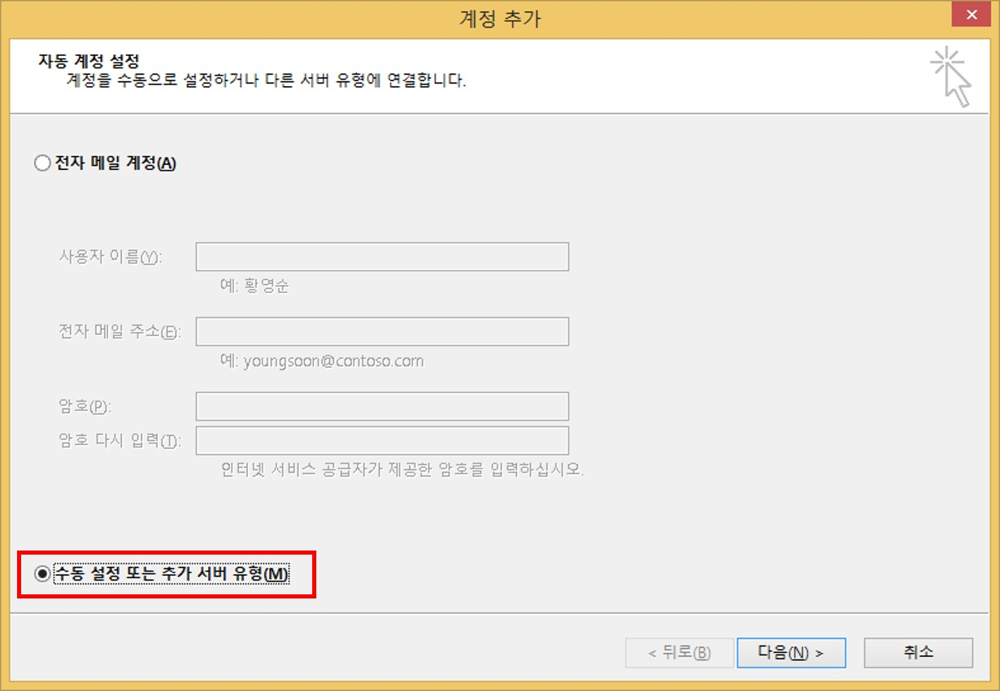 계정 추가
자동 계정 설정
계정을 수동으로 설정하거나 다른 서버 유형에 연결합니다.
전자 메일 계정(A)
사용자 이름(Y):
예: 황영순
전자 메일 주소(E):
예: youngsoon@contoso.com
암호(P):
암호 다시 입력(T):
인터넷 서비스 공급자가 제공한 암호를 입력하십시오.
수동 설정 또는 추가 서버 유형(M)
< 뒤로(B) 다음(N) > 취소